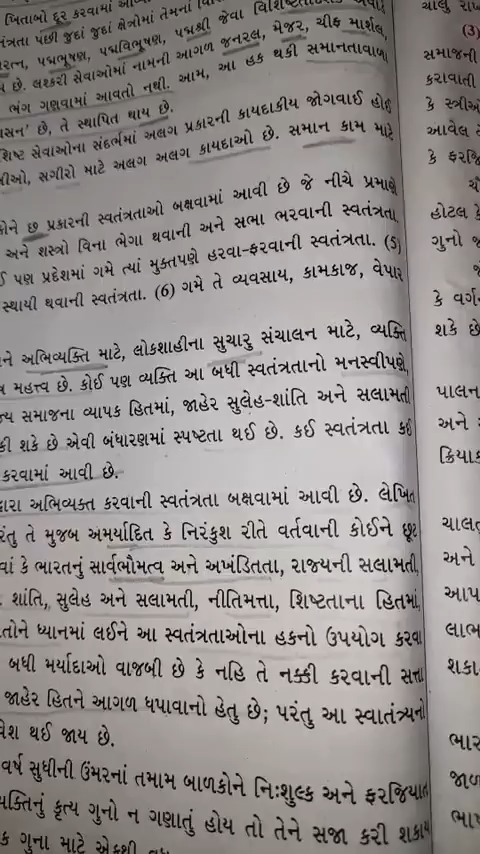 ખિતાબો દૂર કરવામાં
તંત્રતા પછી જુદાં જુદાં ક્ષેત્રોમાં તેમનાં
પદ્મભૂષણ, પદ્મવિભૂષણ, પદ્મશ્રી જેવા
છે. લશ્કરી સેવાઓમાં નામની આગળ જનરલ, મેજર, ચીફ માર્શલ,
ભંગ ગણવામાં આવતો નથી. આમ, આ હક થકી સમાનતાવાળા
છે, તે સ્થાપિત થાય છે.
શિષ્ટ સેવાઓના સંદર્ભમાં અલગ પ્રકારની કાયદાકીય જોગવાઈ હોઈ
સગીરો માટે અલગ અલગ કાયદાઓ છે. સમાન કામ માટે
છ પ્રકારની સ્વતંત્રતાઓ બક્ષવામાં આવી છે જે નીચે પ્રમાણે
અને શસ્ત્રો વિના ભેગા થવાની અને સભા ભરવાની સ્વતંત્રતા.
પણ પ્રદેશમાં ગમે ત્યાં મુક્તપણે હરવા-ફરવાની સ્વતંત્રતા. (5)
સ્થાયી થવાની સ્વતંત્રતા. (6) ગમે તે વ્યવસાય, કામકાજ, વેપાર
અભિવ્યક્તિ માટે, લોકશાહીના સુચારુ સંચાલન માટે, વ્યક્તિ
મહત્ત્વ છે. કોઈ પણ વ્યક્તિ આ બધી સ્વતંત્રતાનો મનસ્વીપણે,
સમાજના વ્યાપક હિતમાં, જાહેર સુલેહ-શાંતિ અને સલામતી
શકે છે એવી બંધારણમાં સ્પષ્ટતા થઈ છે. કઈ સ્વતંત્રતા કઈ
કરવામાં આવી છે.
દ્વારા અભિવ્યક્ત કરવાની સ્વતંત્રતા બક્ષવામાં આવી છે. લેખિત
તે મુજબ અમર્યાદિત કે નિરંકુશ રીતે વર્તવાની કોઈને છૂટ
કે ભારતનું સાર્વભૌમત્વ અને અખંડિતતા, રાજ્યની સલામતી,
શાંતિ, સુલેહ અને સલામતી, નીતિમત્તા, શિષ્ટતાના હિતમાં,
ધ્યાનમાં લઈને આ સ્વતંત્રતાઓના હકનો ઉપયોગ કરવા
બધી મર્યાદાઓ વાજબી છે કે નહિ તે નક્કી કરવાની સત્તા
જાહેર હિતને આગળ ધપાવાનો હેતુ છે; પરંતુ આ સ્વાતંત્ર્યનો
થઈ જાય છે.
વર્ષ સુધીની ઉંમરનાં તમામ બાળકોને નિઃશુલ્ક અને ફરજિયાત
કૃત્ય ગુનો ન ગણાતું હોય તો તેને સજા કરી શકાય
ગુના માટે
(3)
સમાજની
કરાવાતી
કે સ્ત્રીઓ
આવેલ
કે ફરજિ
હોટલ
ગુનો
કે
શકે છે
પાલન
અને
અને
આપ
લાભ
ભાર